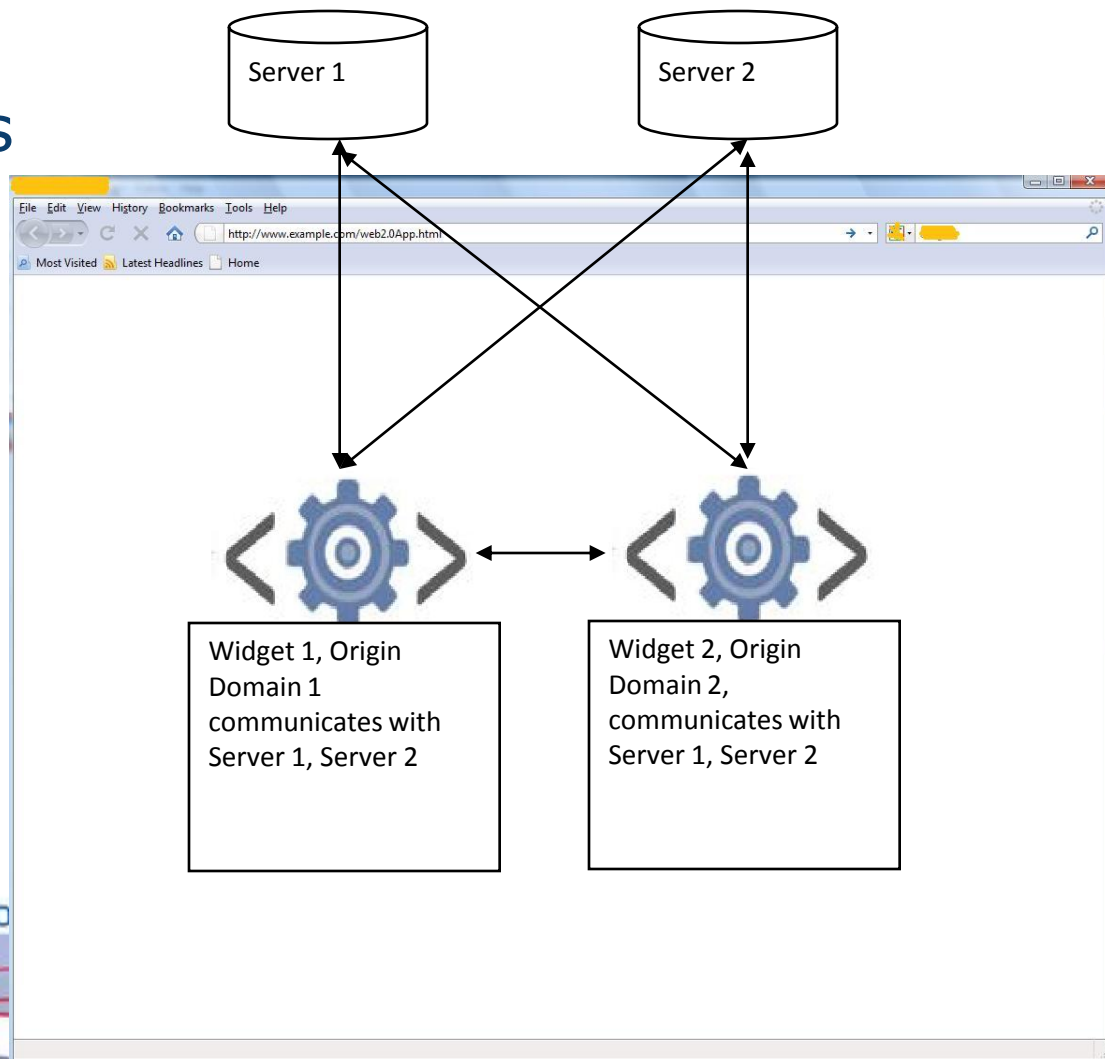 Server 1
Server 2
s
File Edit View History Bookmarks Tools Help
http://www.example.com/web2.0App.html
Most Visited Latest Headlines Home
Widget 1, Origin
Domain 1
communicates with
Server 1, Server 2
Widget 2, Origin
Domain 2,
communicates with
Server 1, Server 2